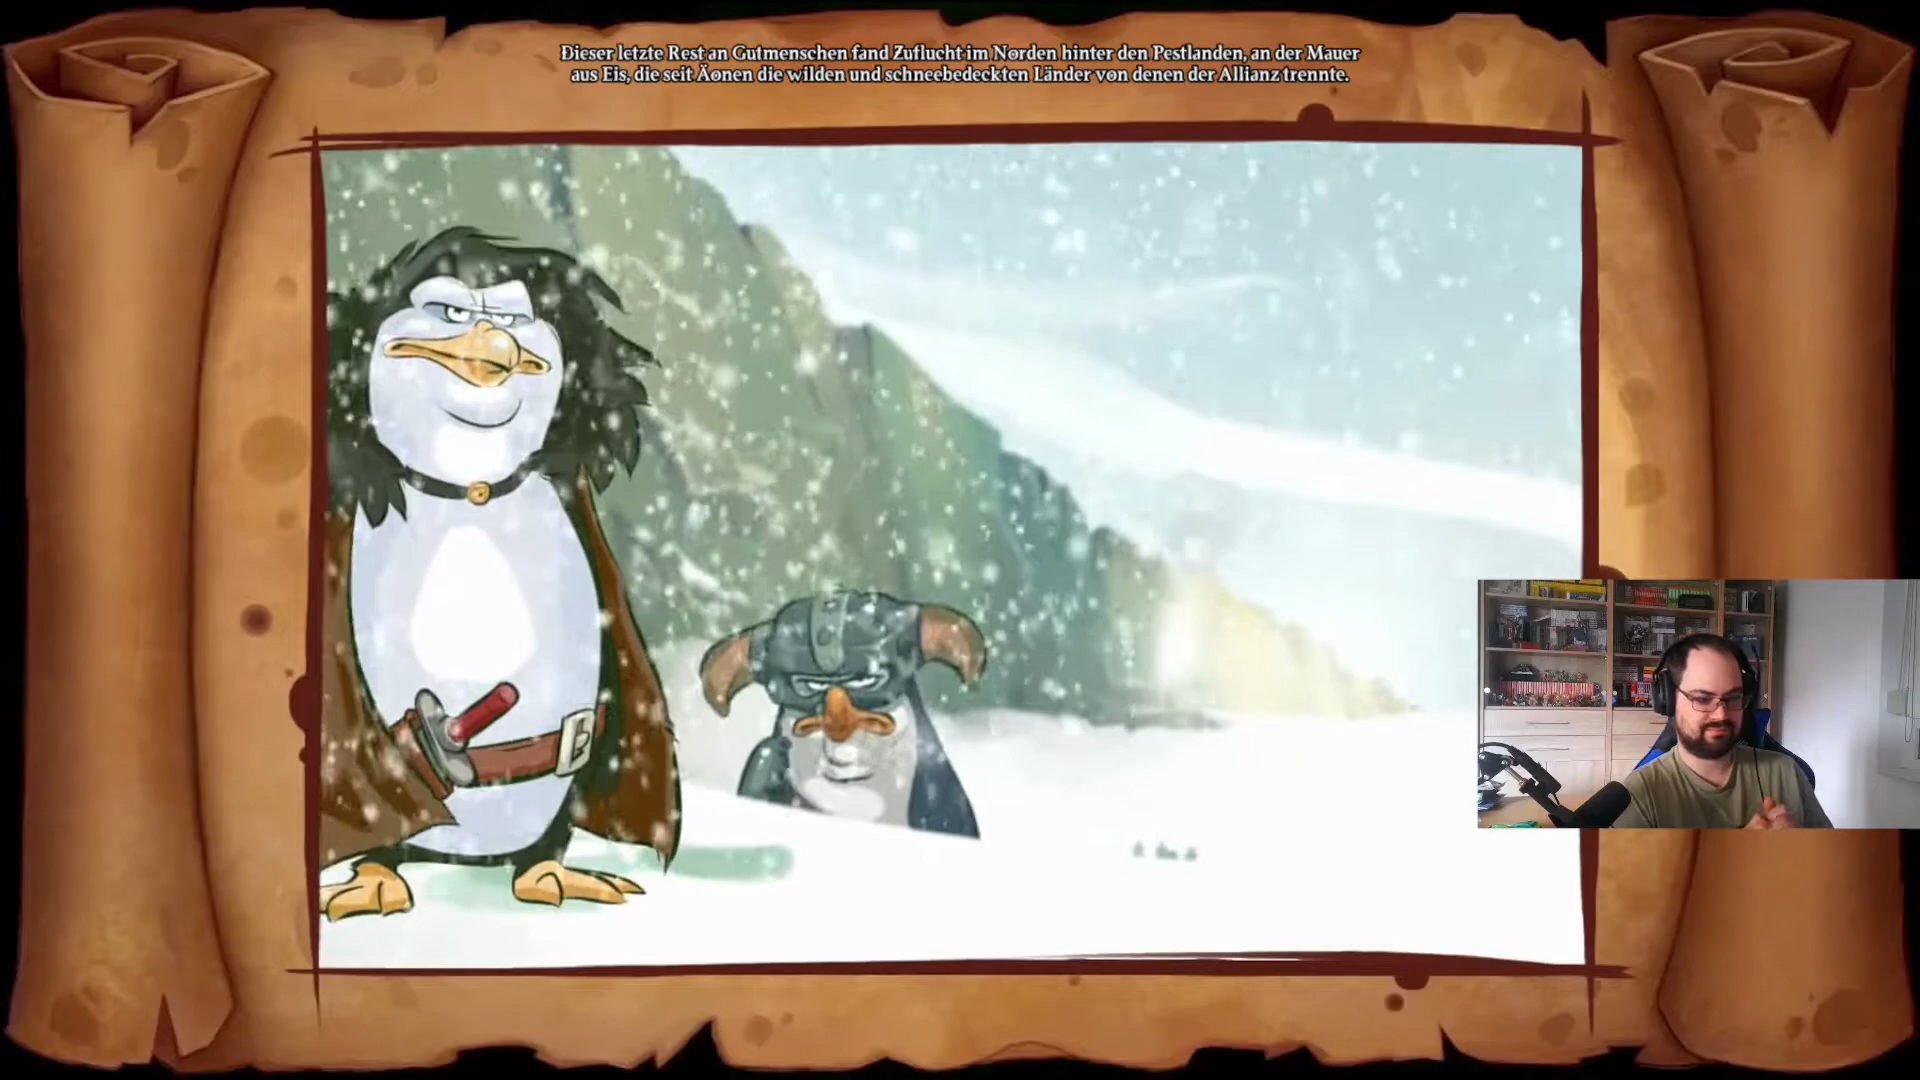 Dieser letzte Rest an Gutmenschen fand Zuflucht im Norden hinter den Pestlanden, an der Mauer
aus Eis, die seit Äonen die wilden und schneebedeckten Länder von denen der Allianz trennte.